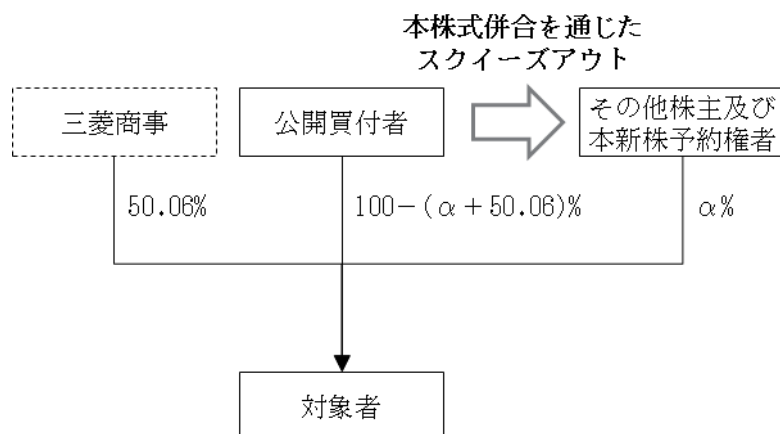 本株式併合を通じた
スクイーズアウト
三菱商事
公開買付者
その他株主及び
本新株予約権者
50.06%
100－(α＋50.06)%
α%
対象者